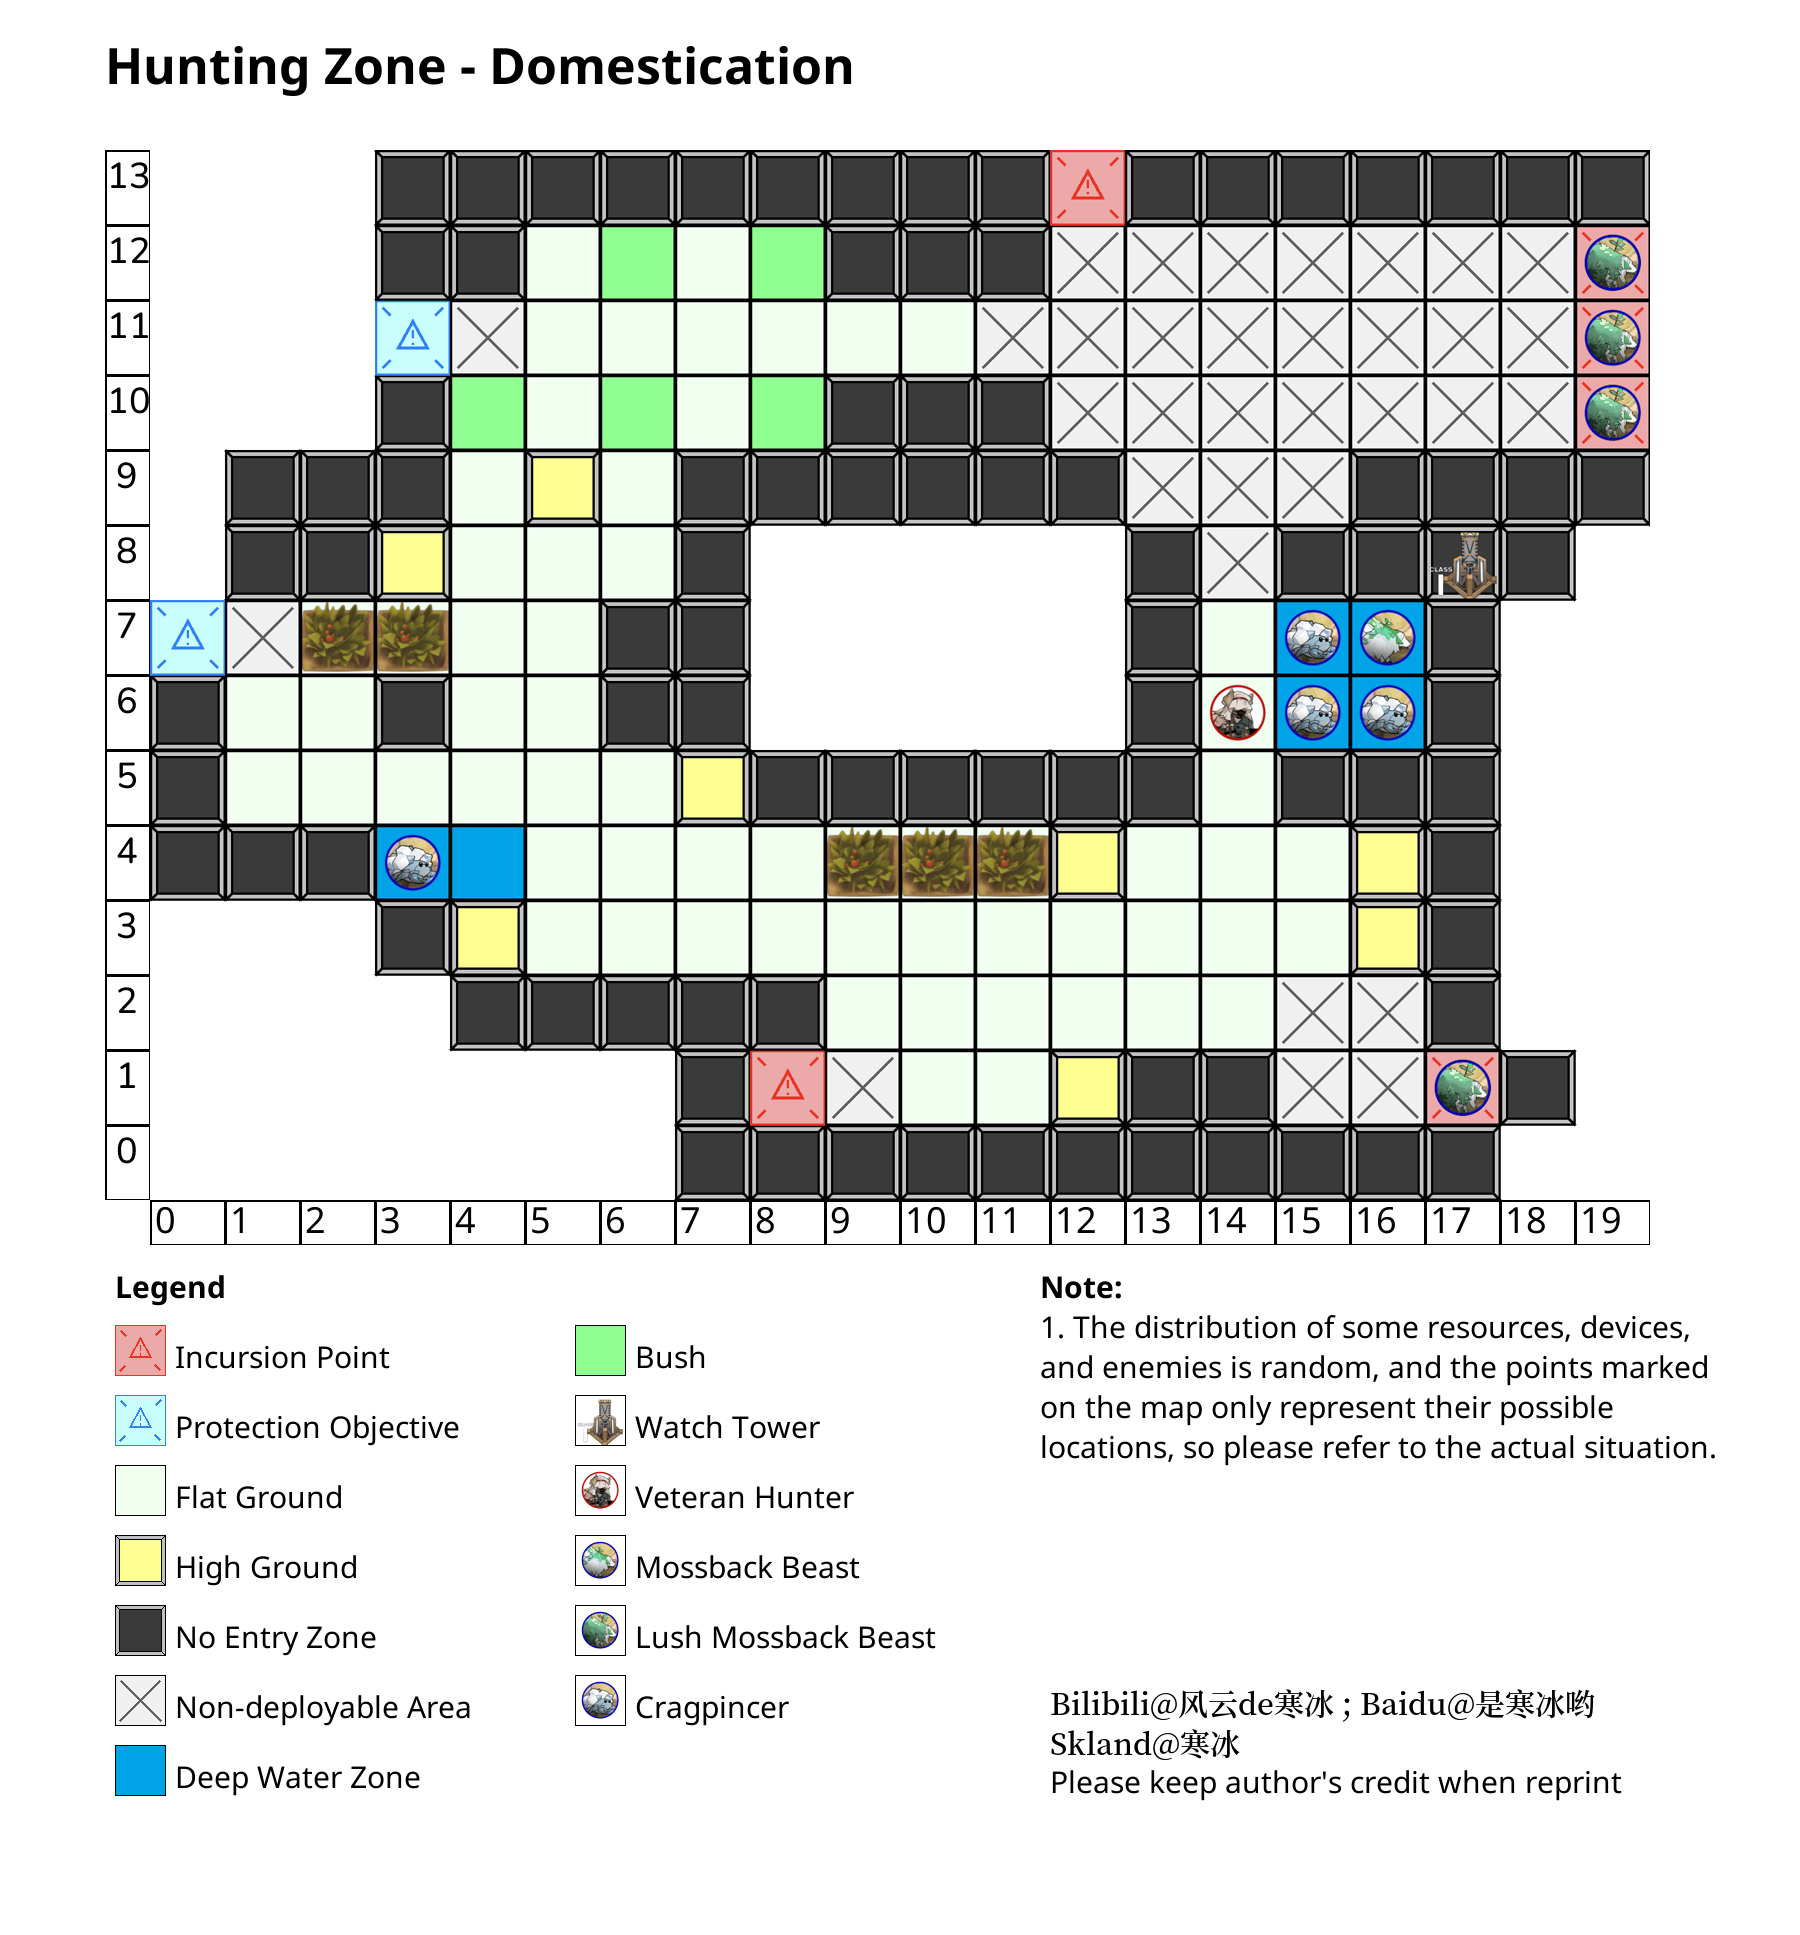 Hunting Zone - Domestication
13
12
11
10
9
8
CLASS
7
6
5
4
3
2
1
0
0 1 2 3 4 5 6 7 8 9 10 11 12 13 14 15 16 17 18 19
Legend
Incursion Point
Protection Objective
Flat Ground
High Ground
No Entry Zone
Non-deployable Area
Deep Water Zone
Bush
Watch Tower
Veteran Hunter
Mossback Beast
Lush Mossback Beast
Cragpincer
Note:
1. The distribution of some resources, devices,
and enemies is random, and the points marked
on the map only represent their possible
locations, so please refer to the actual situation.
Bilibili@风云de寒冰 ; Baidu@是寒冰哟
Skland@寒冰
Please keep author's credit when reprint